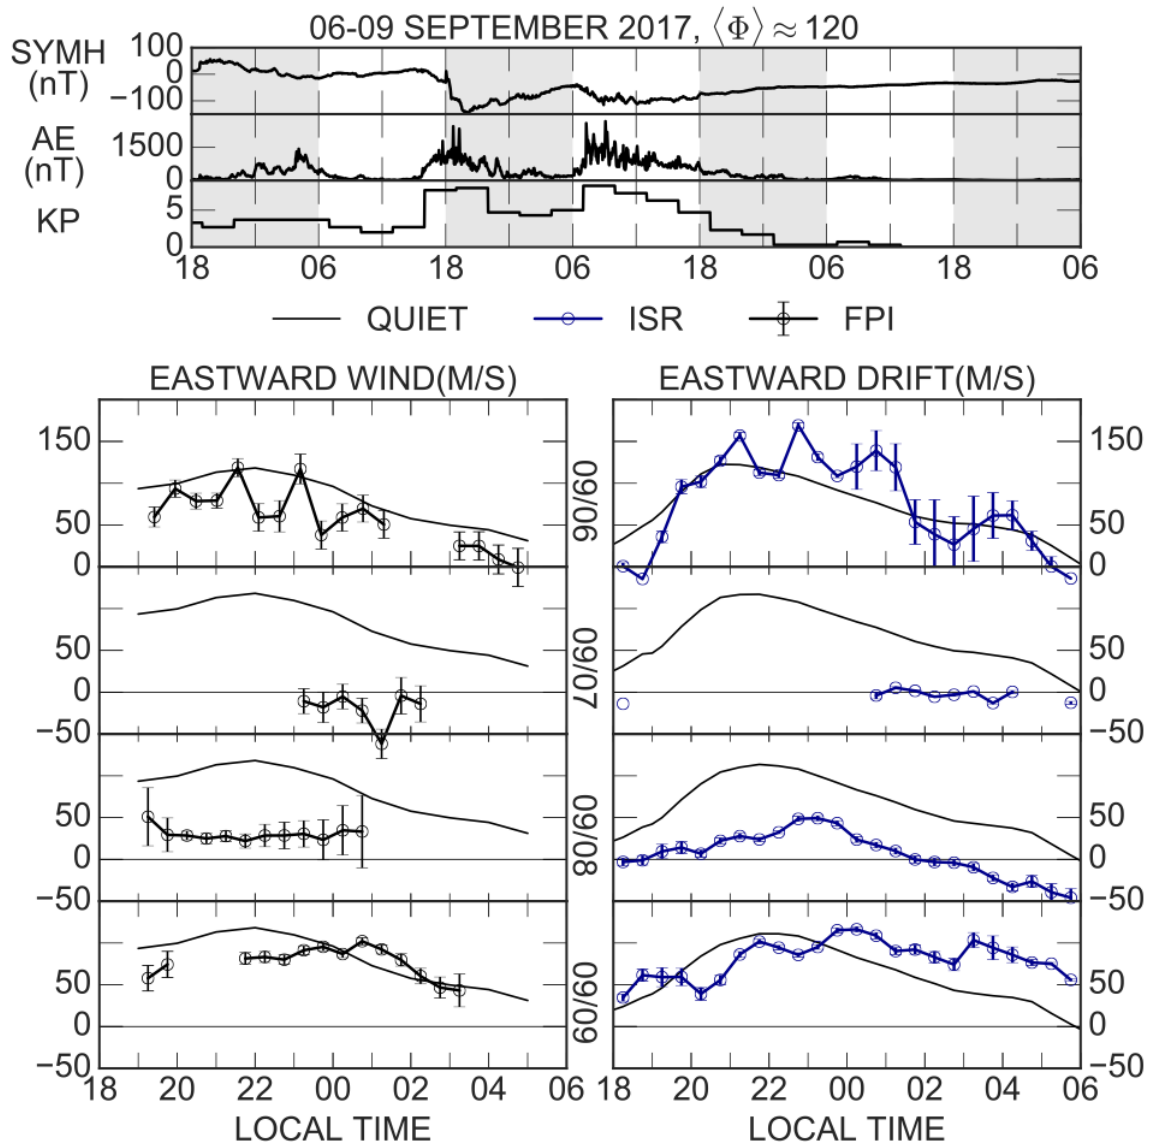 06-09 SEPTEMBER 2017, ⟨Φ⟩ ≈ 120
SYMH
(nT)
100
0
−100
AE
(nT)
1500
0
KP
5
0
18 06 18 06 18 06 18 06
QUIET ISR FPI
EASTWARD WIND(M/S) EASTWARD DRIFT(M/S)
150 150
50 50
0 0
06/60
50 50
0 0
−50 −50
07/60
50 50
0 0
−50 −50
08/60
50 50
0 0
−50 −50
09/60
18 20 22 00 02 04 06 18 20 22 00 02 04 06
LOCAL TIME LOCAL TIME